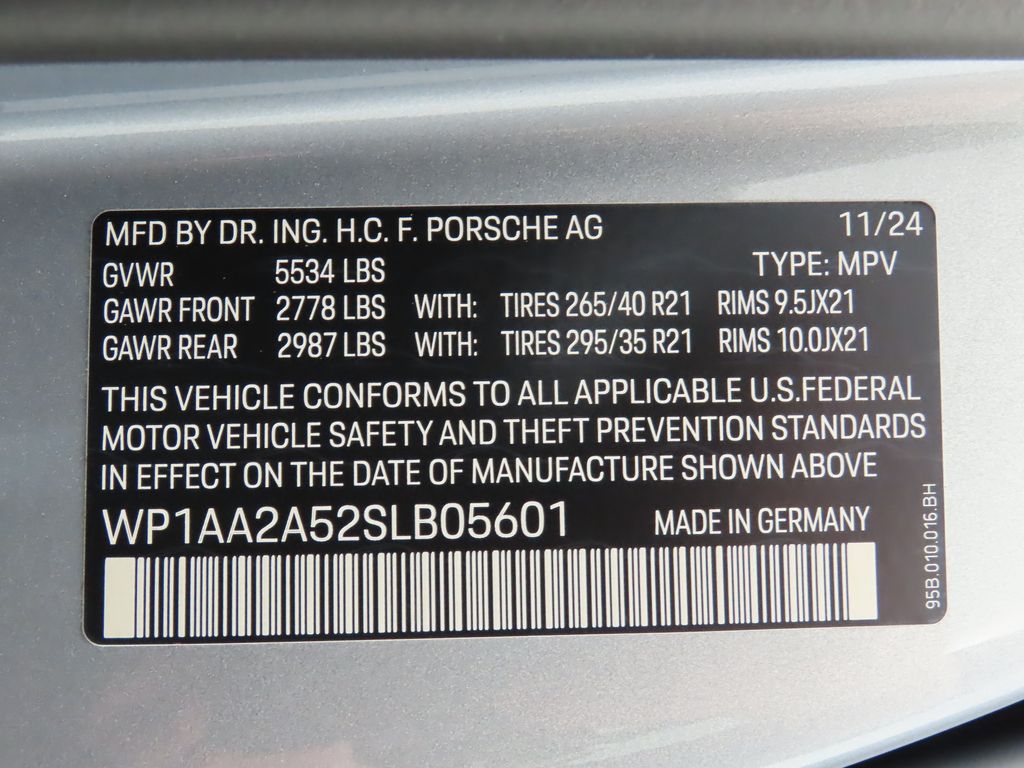 MFD BY DR. ING. H.C. F. PORSCHE AG 11/24
GVWR 5534 LBS TYPE: MPV
GAWR FRONT 2778 LBS WITH: TIRES 265/40 R21 RIMS 9.5JX21
GAWR REAR 2987 LBS WITH: TIRES 295/35 R21 RIMS 10.0JX21
THIS VEHICLE CONFORMS TO ALL APPLICABLE U.S.FEDERAL
MOTOR VEHICLE SAFETY AND THEFT PREVENTION STANDARDS
IN EFFECT ON THE DATE OF MANUFACTURE SHOWN ABOVE
WP1AA2A52SLB05601 MADE IN GERMANY
95B.010.016.BH